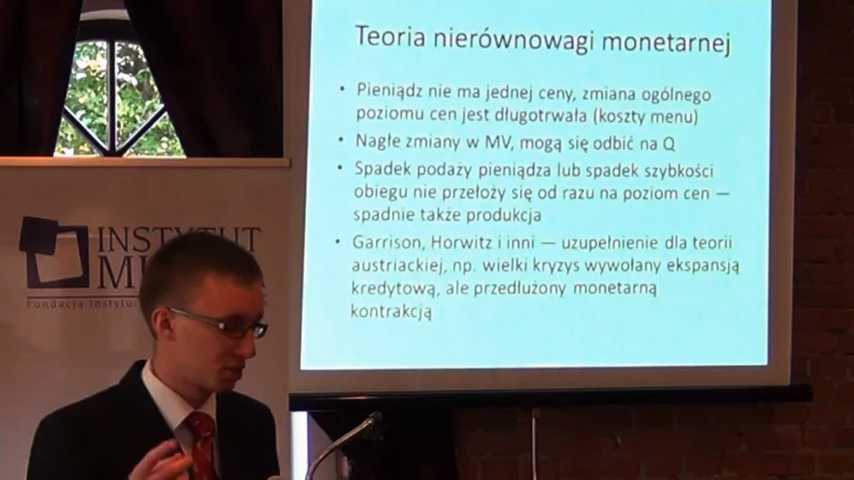 Teoria nierównowagi monetarnej
• Pieniądz nie ma jednej ceny, zmiana ogólnego
poziomu cen jest długotrwała (koszty menu)
• Nagłe zmiany w MV, mogą się odbić na Q
• Spadek podaży pieniądza lub spadek szybkości
obiegu nie przełoży się od razu na poziom cen —
spadnie także produkcja
• Garrison, Horwitz i inni — uzupełnienie dla teorii
austriackiej, np. wielki kryzys wywołany ekspansją
kredytową, ale przedłużony monetarną
kontrakcją
INSTYTUT
Fundacja